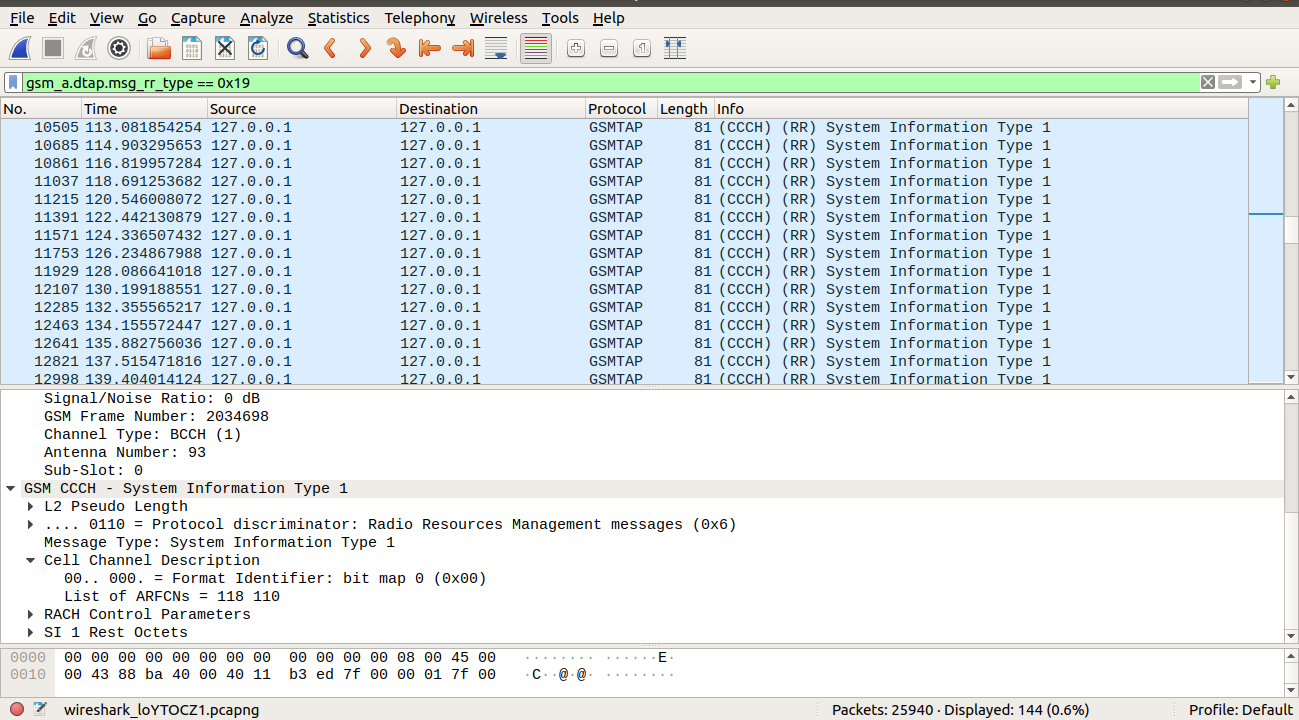 File Edit View Go Capture Analyze Statistics Telephony Wireless Tools Help
gsm_a.dtap.msg_rr_type == 0x19
No. Time Source Destination Protocol Length Info
10505 113.081854254 127.0.0.1 127.0.0.1 GSMTAP 81 (CCCH) (RR) System Information Type 1
10685 114.903295653 127.0.0.1 127.0.0.1 GSMTAP 81 (CCCH) (RR) System Information Type 1
10861 116.819957284 127.0.0.1 127.0.0.1 GSMTAP 81 (CCCH) (RR) System Information Type 1
11037 118.691253682 127.0.0.1 127.0.0.1 GSMTAP 81 (CCCH) (RR) System Information Type 1
11215 120.546008072 127.0.0.1 127.0.0.1 GSMTAP 81 (CCCH) (RR) System Information Type 1
11391 122.442130879 127.0.0.1 127.0.0.1 GSMTAP 81 (CCCH) (RR) System Information Type 1
11571 124.336507432 127.0.0.1 127.0.0.1 GSMTAP 81 (CCCH) (RR) System Information Type 1
11753 126.234867988 127.0.0.1 127.0.0.1 GSMTAP 81 (CCCH) (RR) System Information Type 1
11929 128.086641018 127.0.0.1 127.0.0.1 GSMTAP 81 (CCCH) (RR) System Information Type 1
12107 130.199188551 127.0.0.1 127.0.0.1 GSMTAP 81 (CCCH) (RR) System Information Type 1
12285 132.355565217 127.0.0.1 127.0.0.1 GSMTAP 81 (CCCH) (RR) System Information Type 1
12463 134.155572447 127.0.0.1 127.0.0.1 GSMTAP 81 (CCCH) (RR) System Information Type 1
12641 135.882756036 127.0.0.1 127.0.0.1 GSMTAP 81 (CCCH) (RR) System Information Type 1
12821 137.515471816 127.0.0.1 127.0.0.1 GSMTAP 81 (CCCH) (RR) System Information Type 1
12998 139.404014124 127.0.0.1 127.0.0.1 GSMTAP 81 (CCCH) (RR) System Information Type 1
Signal/Noise Ratio: 0 dB
GSM Frame Number: 2034698
Channel Type: BCCH (1)
Antenna Number: 93
Sub-Slot: 0
GSM CCCH - System Information Type 1
L2 Pseudo Length
.... 0110 = Protocol discriminator: Radio Resources Management messages (0x6)
Message Type: System Information Type 1
Cell Channel Description
00.. 000. = Format Identifier: bit map 0 (0x00)
List of ARFCNs = 118 110
RACH Control Parameters
SI 1 Rest Octets
0000 00 00 00 00 00 00 00 00 00 00 00 00 08 00 45 00 ········ ······E·
0010 00 43 88 ba 40 00 40 11 b3 ed 7f 00 00 01 7f 00 ·C··@·@· ········
wireshark_loYTOCZ1.pcapng Packets: 25940 · Displayed: 144 (0.6%) Profile: Default